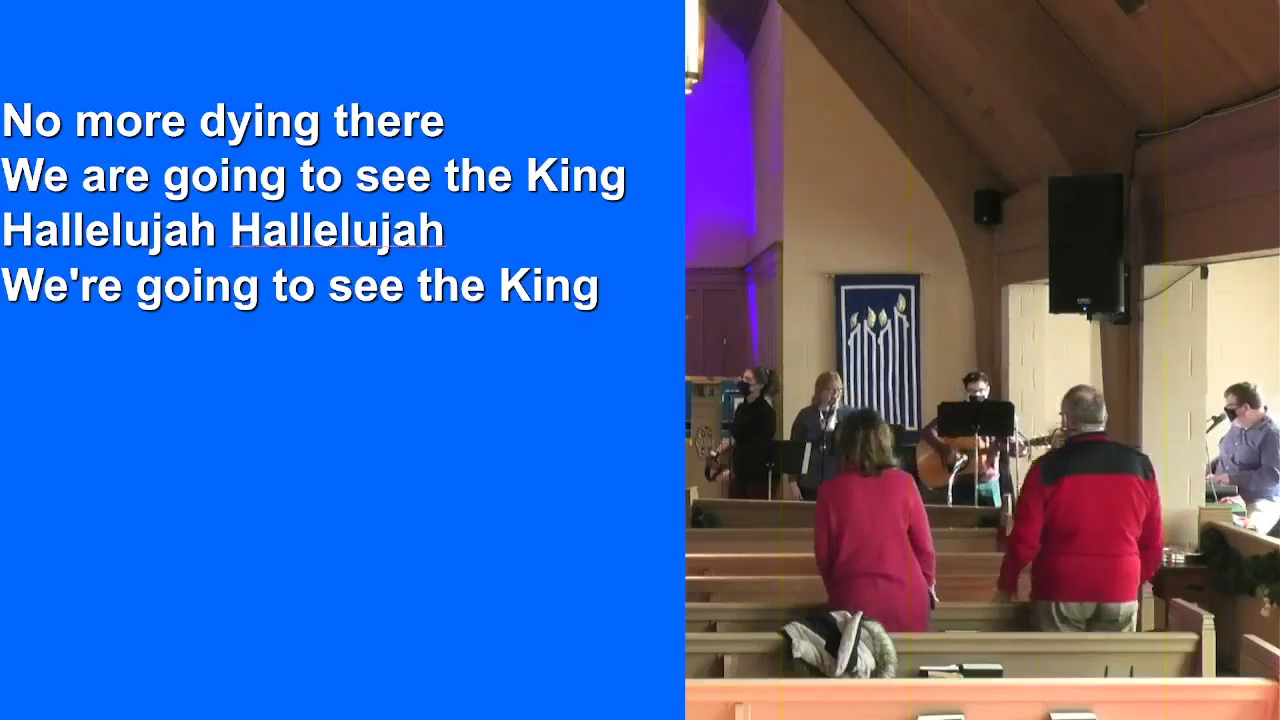 No more dying there
We are going to see the King
Hallelujah Hallelujah
We're going to see the King